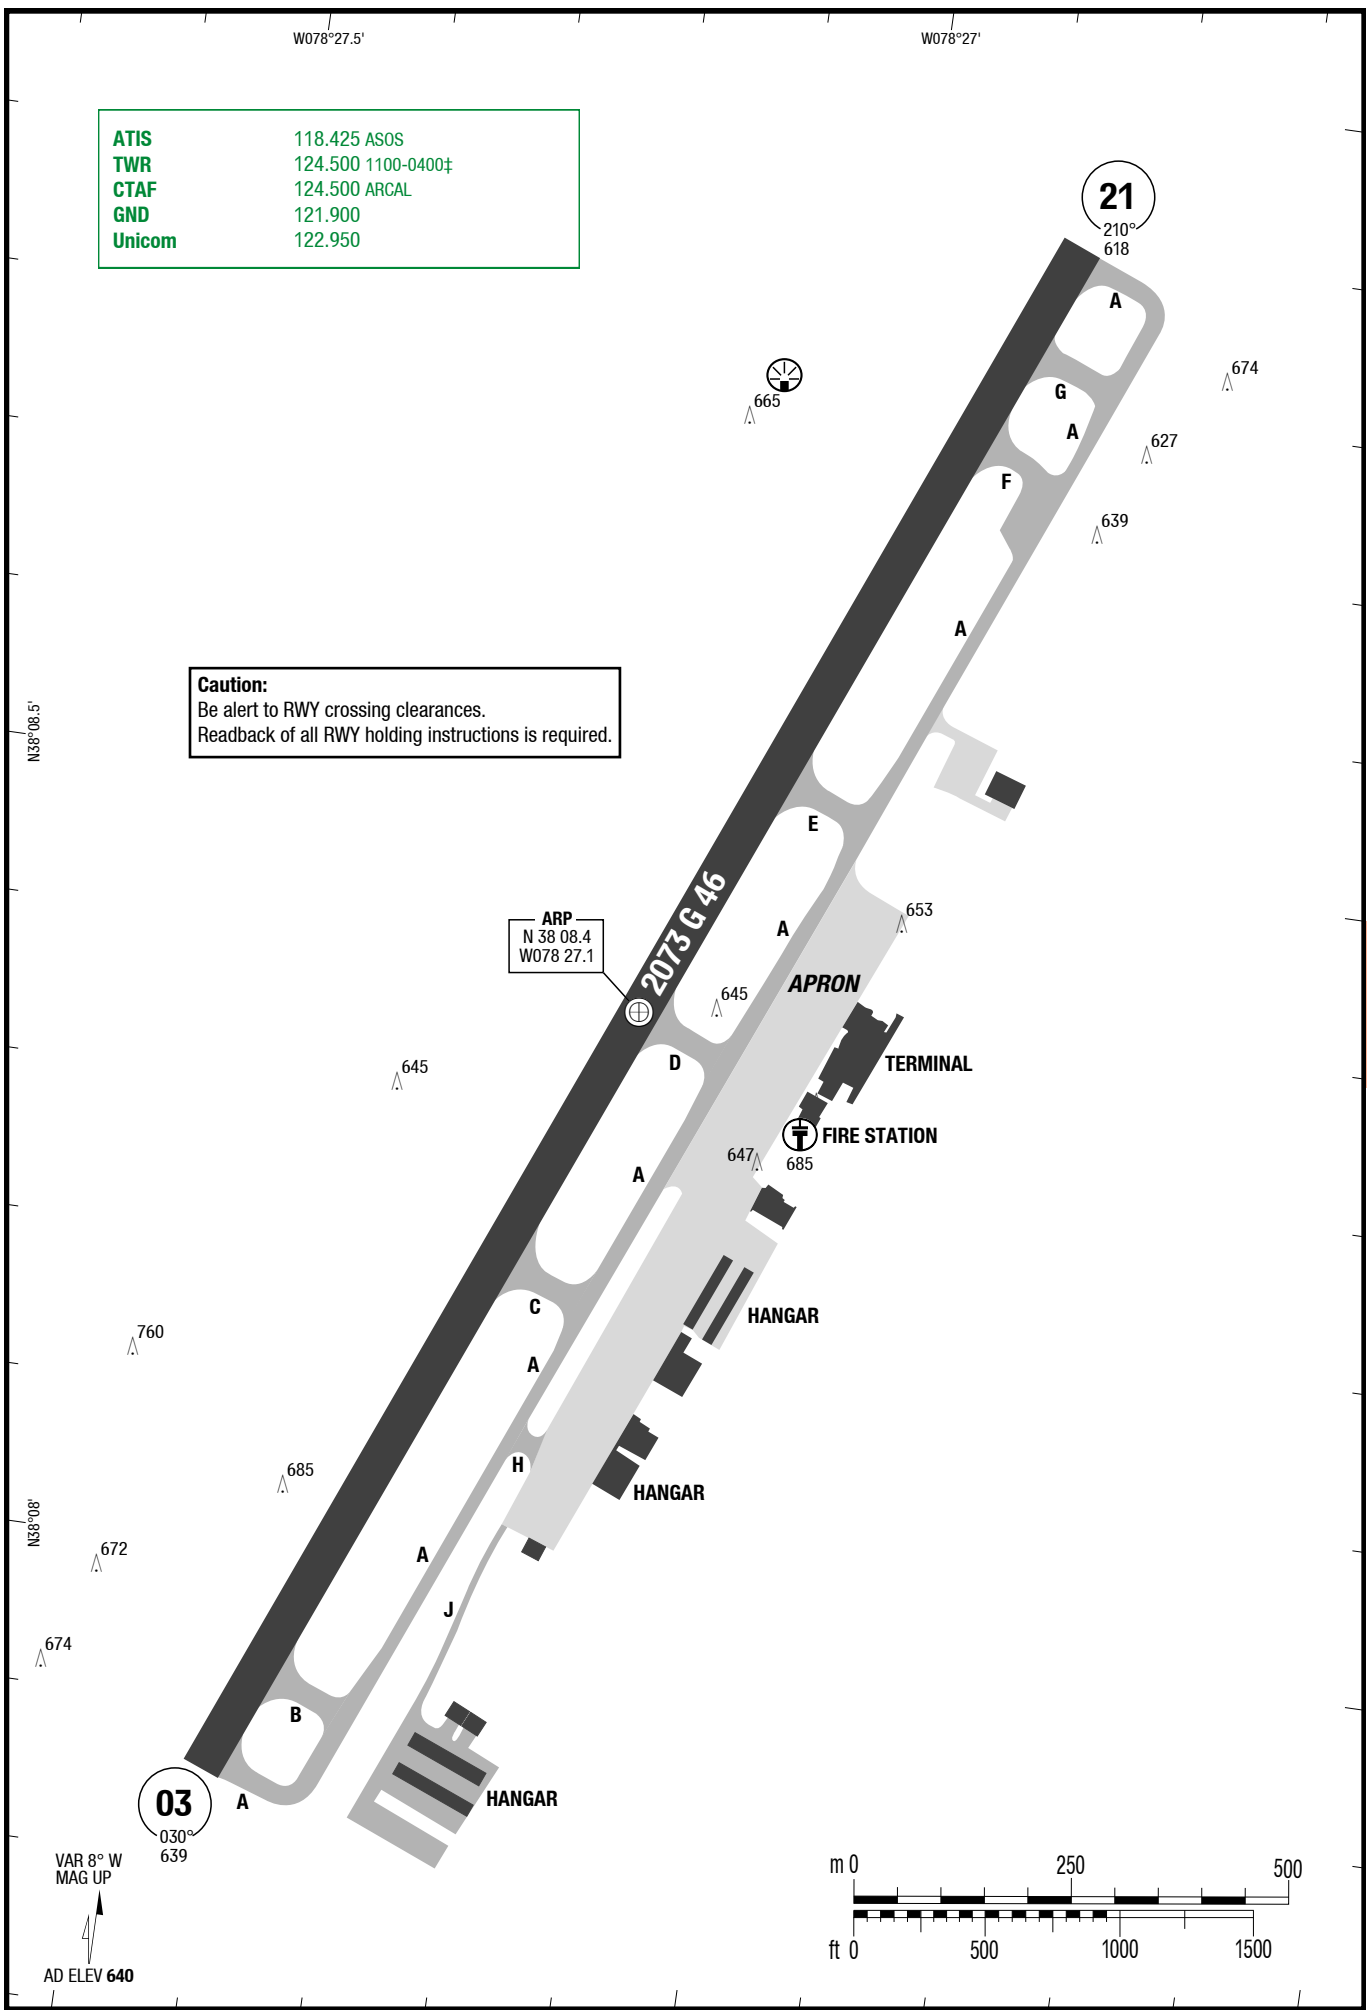 W078°27.5'
W078°27'
ATIS 118.425 ASOS
TWR 124.500 1100-0400‡
CTAF 124.500 ARCAL
GND 121.900
Unicom 122.950
21
210°
618
A
674
G
665
A
627
F
639
A
Caution:
Be alert to RWY crossing clearances.
Readback of all RWY holding instructions is required.
N38°08.5'
E
2073 G 46
653
ARP
N 38 08.4
W078 27.1
A
APRON
645
D
TERMINAL
645
FIRE STATION
647
685
A
C
HANGAR
760
A
H
685
HANGAR
N38°08'
A
672
J
674
B
HANGAR
A
03
030°
639
VAR 8° W
MAG UP
AD ELEV 640
m 0 250 500
ft 0 500 1000 1500